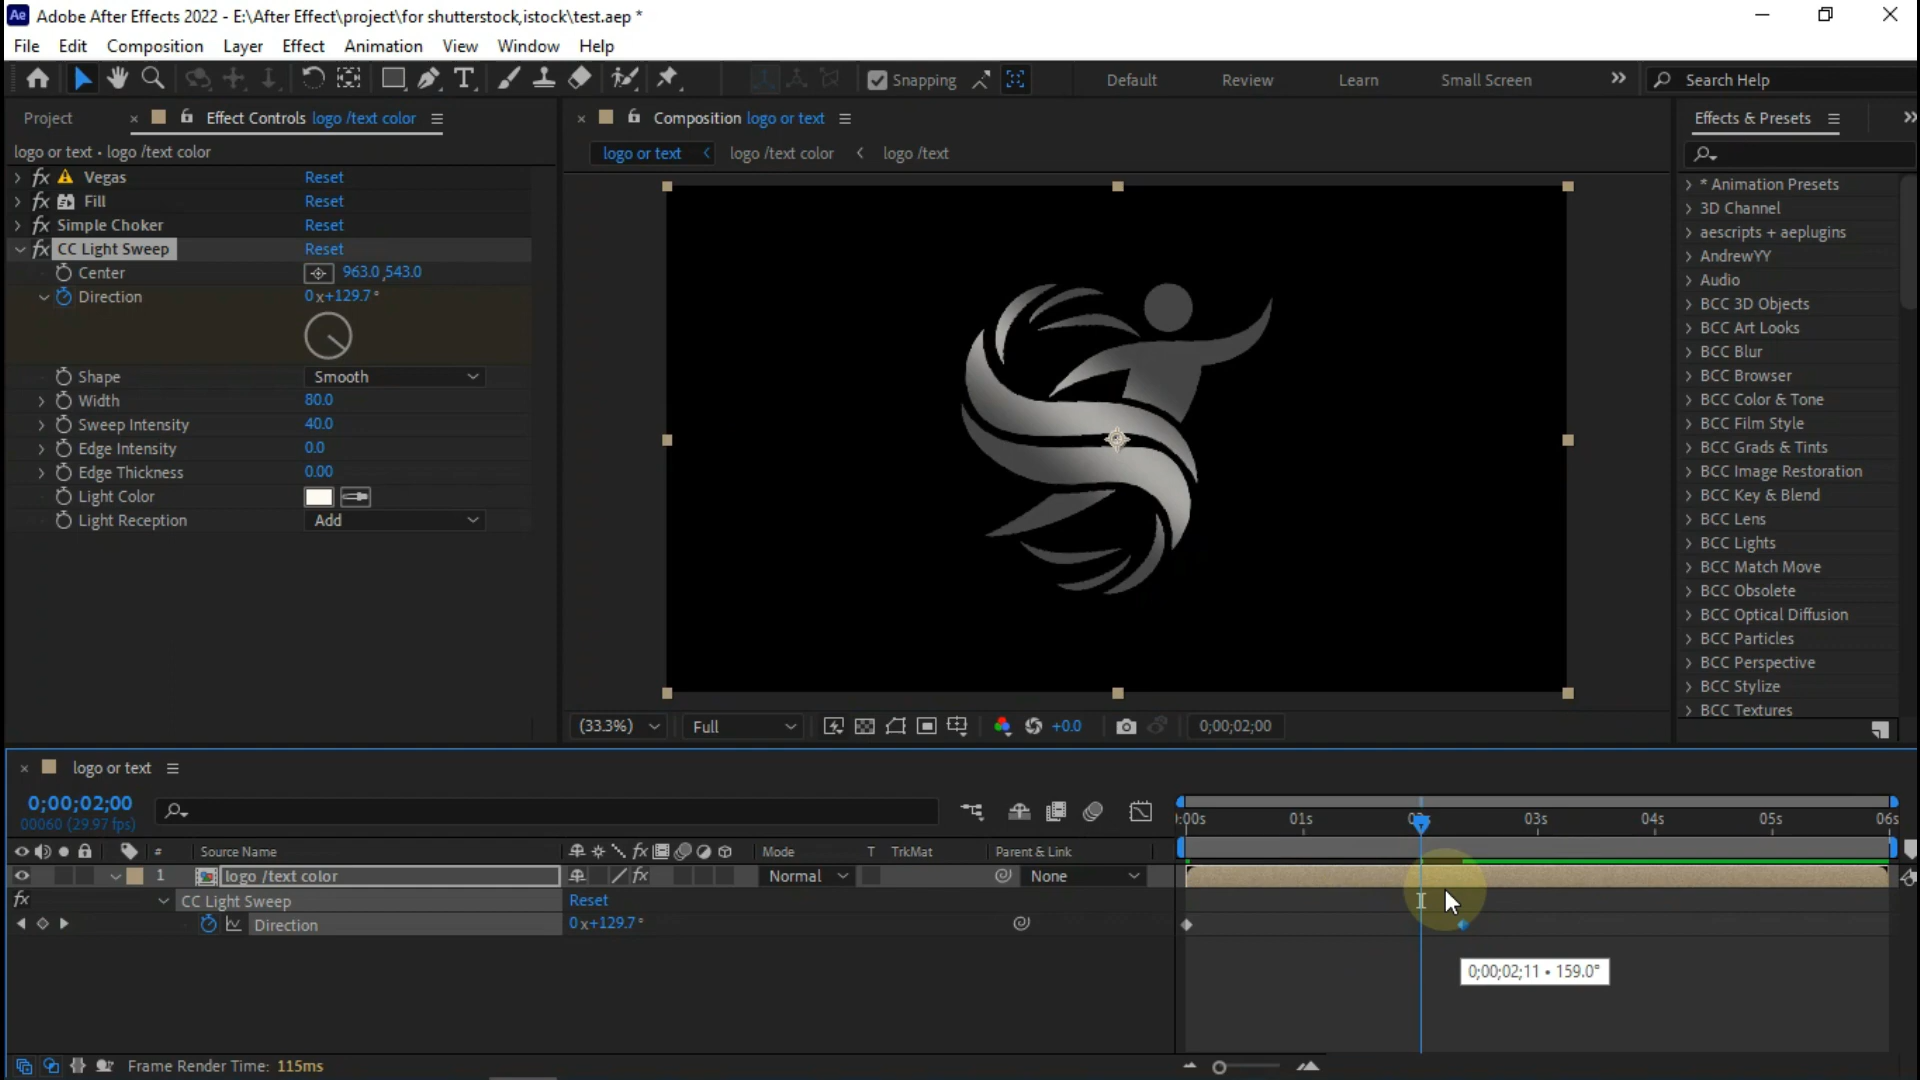 Ae Adobe After Effects 2022 - E:\After Effect\project\for shutterstock,istock\test.aep *
File Edit Composition Layer Effect Animation View Window Help
Snapping Default Review Learn Small Screen Search Help
Project Effect Controls logo /text color
Composition logo or text
Effects & Presets
logo or text • logo /text color
logo or text logo /text color logo /text
fx Vegas Reset
fx Fill Reset
fx Simple Choker Reset
fx CC Light Sweep Reset
Center 963.0 ,543.0
Direction 0 x+129.7 °
Shape Smooth
Width 80.0
Sweep Intensity 40.0
Edge Intensity 0.0
Edge Thickness 0.00
Light Color
Light Reception Add
* Animation Presets
3D Channel
aescripts + aeplugins
AndrewYY
Audio
BCC 3D Objects
BCC Art Looks
BCC Blur
BCC Browser
BCC Color & Tone
BCC Film Style
BCC Grads & Tints
BCC Image Restoration
BCC Key & Blend
BCC Lens
BCC Lights
BCC Match Move
BCC Obsolete
BCC Optical Diffusion
BCC Particles
BCC Perspective
BCC Stylize
BCC Textures
(33.3%) Full +0.0 0;00;02;00
logo or text
0;00;02;00
00060 (29.97 fps)
:00s 01s 03s 04s 05s 06s
# Source Name fx Mode T TrkMat Parent & Link
1 logo /text color fx Normal None
fx CC Light Sweep Reset
Direction 0 x+129.7 °
0;00;02;11 • 159.0°
Frame Render Time: 115ms